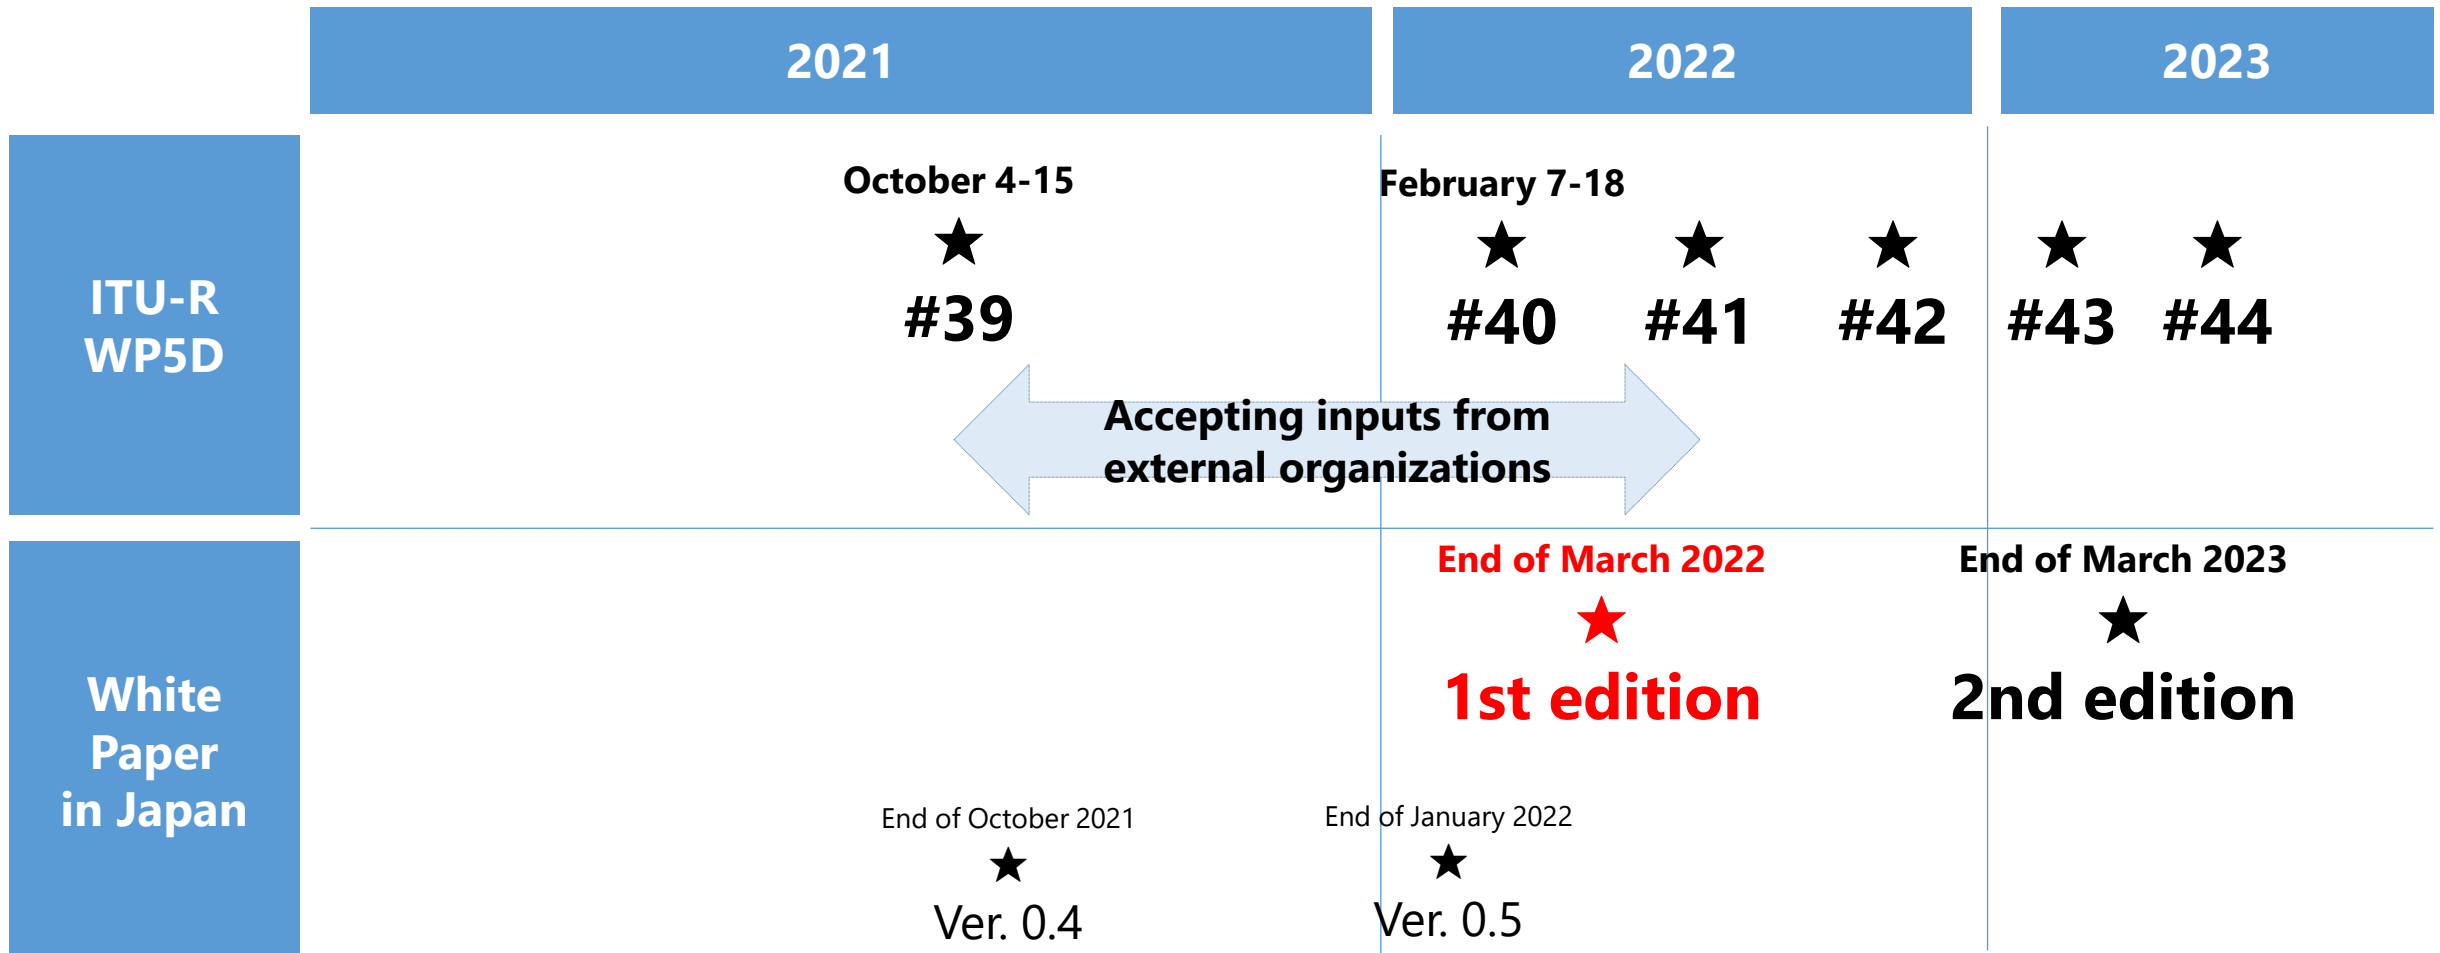 2021
2022
2023
ITU-R
WP5D
October 4-15
#39
February 7-18
#40
#41
#42
#43
#44
Accepting inputs from
external organizations
White
Paper
in Japan
End of March 2022
1st edition
End of March 2023
2nd edition
End of October 2021
Ver. 0.4
End of January 2022
Ver. 0.5